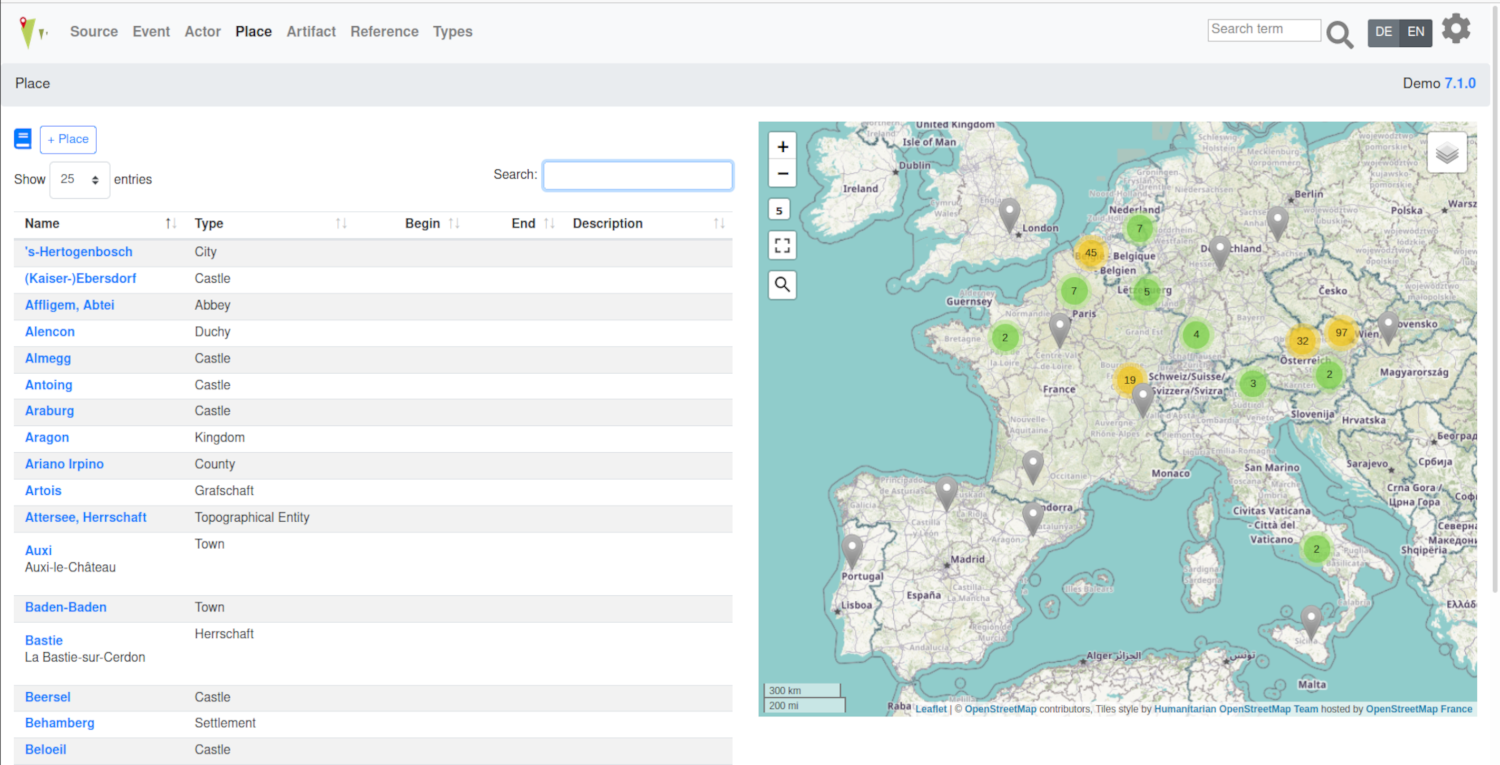 Source Event Actor Place Artifact Reference Types
Search term
DE EN
Place
Demo 7.1.0
+ Place
Show 25 entries
Search:
Name Type Begin End Description
's-Hertogenbosch City
(Kaiser-)Ebersdorf Castle
Affligem, Abtei Abbey
Alencon Duchy
Almegg Castle
Antoing Castle
Araburg Castle
Aragon Kingdom
Ariano Irpino County
Artois Grafschaft
Attersee, Herrschaft Topographical Entity
Auxi Town
Auxi-le-Château
Baden-Baden Town
Bastie Herrschaft
La Bastie-sur-Cerdon
Beersel Castle
Behamberg Settlement
Beloeil Castle
+
−
5
United Kingdom
Isle of Man
Dublin
Ireland
London
Guernsey
Nederland
Berlin
Polska
Belgique
Belgien
Paris
Česko
Wien
Österreich
Magyarország
France
Schweiz/Suisse/
Svizzera/Svizra
Slovenija
Hrvatska
Monaco
San Marino
Sarajevo
Београд
Србија
Crna Gora /
Црна Гора
Città del
Vaticano
Civitas Vaticana
Shqipëria
Madrid
Portugal
España
Lisboa
Alger الجزائر
تونس
Malta
7
45
7
5
2
4
32
97
19
3
2
2
300 km
200 mi
Leaflet | © OpenStreetMap contributors, Tiles style by Humanitarian OpenStreetMap Team hosted by OpenStreetMap France